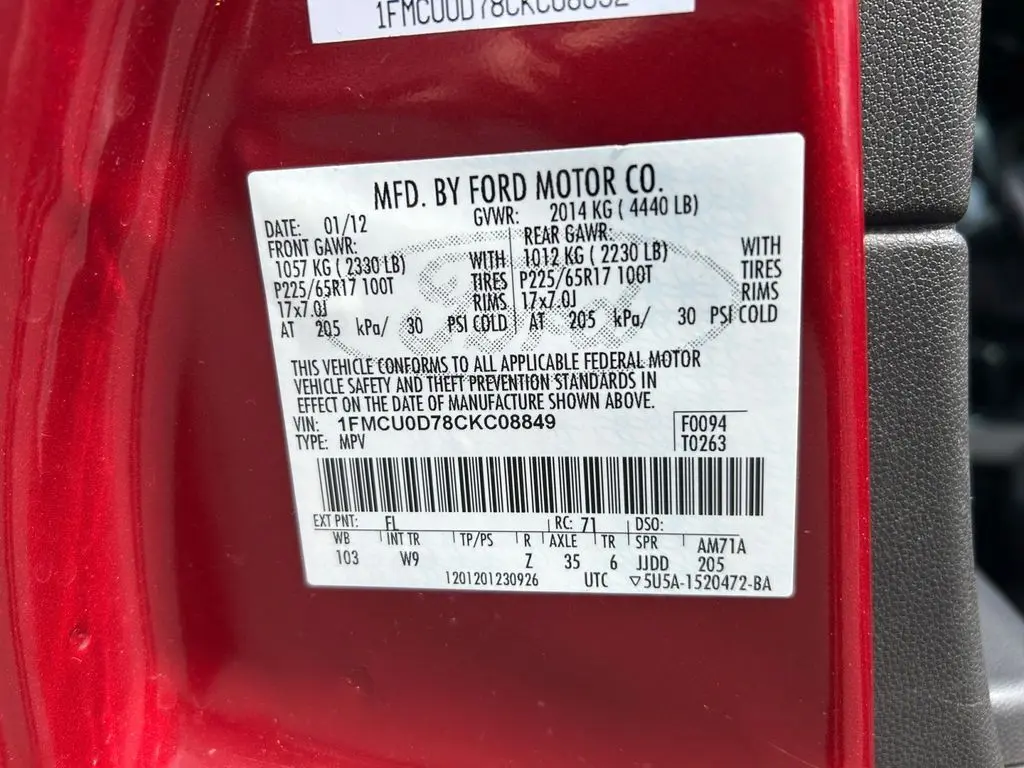 MFD. BY FORD MOTOR CO.
DATE: 01/12
GVWR: 2014 KG ( 4440 LB)
FRONT GAWR:
REAR GAWR:
1057 KG ( 2330 LB) WITH
1012 KG ( 2230 LB) WITH
P225/65R17 100T TIRES
P225/65R17 100T TIRES
17x7.0J RIMS
17x7.0J RIMS
AT 205 kPa/ 30 PSI COLD
AT 205 kPa/ 30 PSI COLD
THIS VEHICLE CONFORMS TO ALL APPLICABLE FEDERAL MOTOR
VEHICLE SAFETY AND THEFT PREVENTION STANDARDS IN
EFFECT ON THE DATE OF MANUFACTURE SHOWN ABOVE.
VIN: 1FMCU0D78CKC08849
TYPE: MPV
F0094
T0263
EXT PNT: FL RC: 71 DSO:
WB INT TR TP/PS R AXLE TR SPR AM71A
103 W9 Z 35 6 JJDD 205
1201201230926 UTC ▽5U5A-1520472-BA